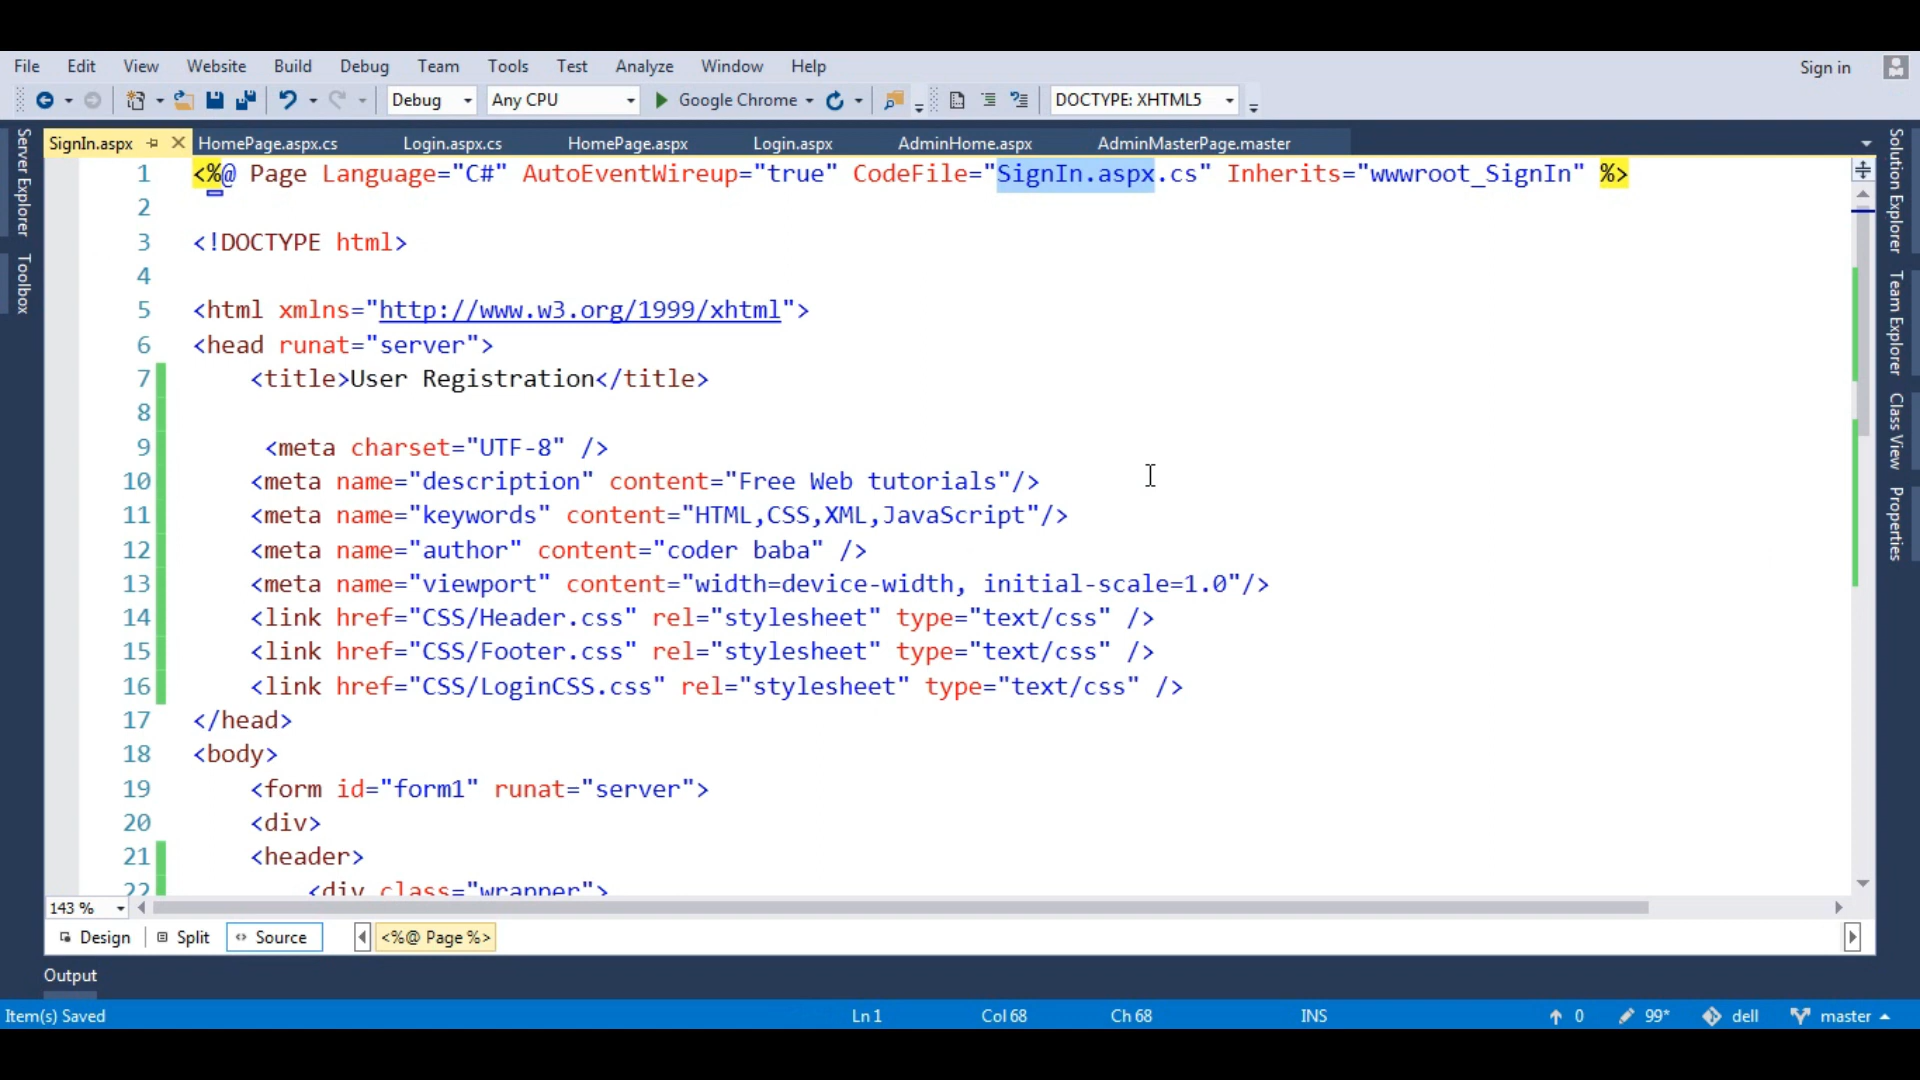 File Edit View Website Build Debug Team Tools Test Analyze Window Help Sign in
Debug Any CPU Google Chrome DOCTYPE: XHTML5
SignIn.aspx HomePage.aspx.cs Login.aspx.cs HomePage.aspx Login.aspx AdminHome.aspx AdminMasterPage.master
Server Explorer
Toolbox
1 <%@ Page Language="C#" AutoEventWireup="true" CodeFile="SignIn.aspx.cs" Inherits="wwwroot_SignIn" %>
2
3 <!DOCTYPE html>
4
5 <html xmlns="http://www.w3.org/1999/xhtml">
6 <head runat="server">
7 <title>User Registration</title>
8
9 <meta charset="UTF-8" />
10 <meta name="description" content="Free Web tutorials"/>
11 <meta name="keywords" content="HTML,CSS,XML,JavaScript"/>
12 <meta name="author" content="coder baba" />
13 <meta name="viewport" content="width=device-width, initial-scale=1.0"/>
14 <link href="CSS/Header.css" rel="stylesheet" type="text/css" />
15 <link href="CSS/Footer.css" rel="stylesheet" type="text/css" />
16 <link href="CSS/LoginCSS.css" rel="stylesheet" type="text/css" />
17 </head>
18 <body>
19 <form id="form1" runat="server">
20 <div>
21 <header>
22 <div class="wrapper">
Solution Explorer
Team Explorer
Class View
Properties
143 %
Design Split Source <%@ Page %>
Output
Item(s) Saved Ln 1 Col 68 Ch 68 INS 0 99* dell master